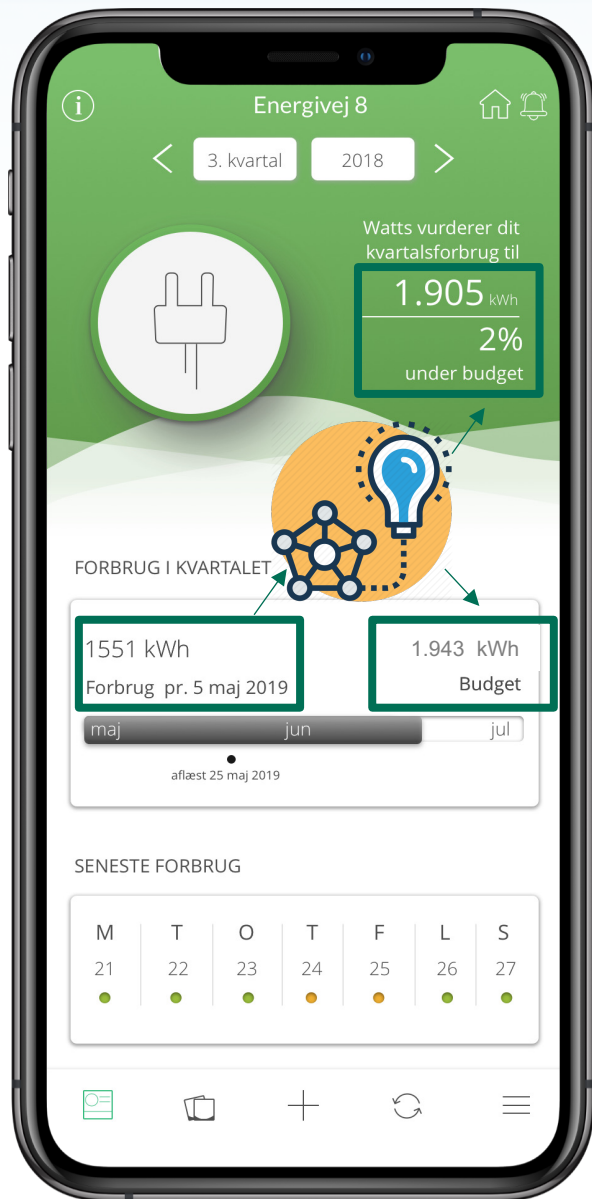 Energivej 8
3. kvartal 2018
Watts vurderer dit
kvartalsforbrug til
1.905 kWh
2%
under budget
FORBRUG I KVARTALET
1551 kWh
Forbrug pr. 5 maj 2019
1.943 kWh
Budget
maj jun jul
aflæst 25 maj 2019
SENESTE FORBRUG
M T O T F L S
21 22 23 24 25 26 27